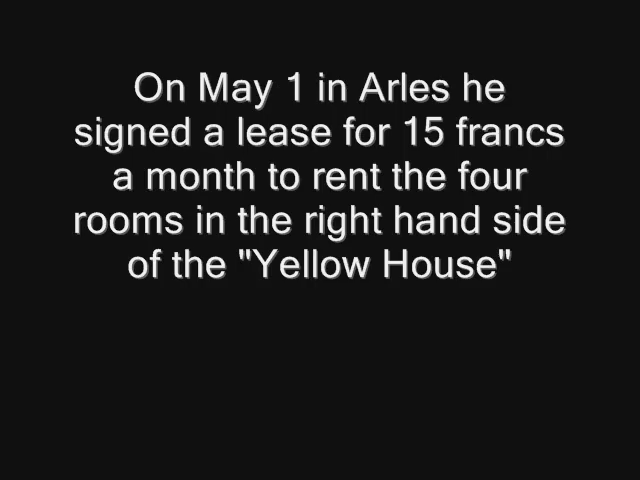 On May 1 in Arles he
signed a lease for 15 francs
a month to rent the four
rooms in the right hand side
of the "Yellow House"